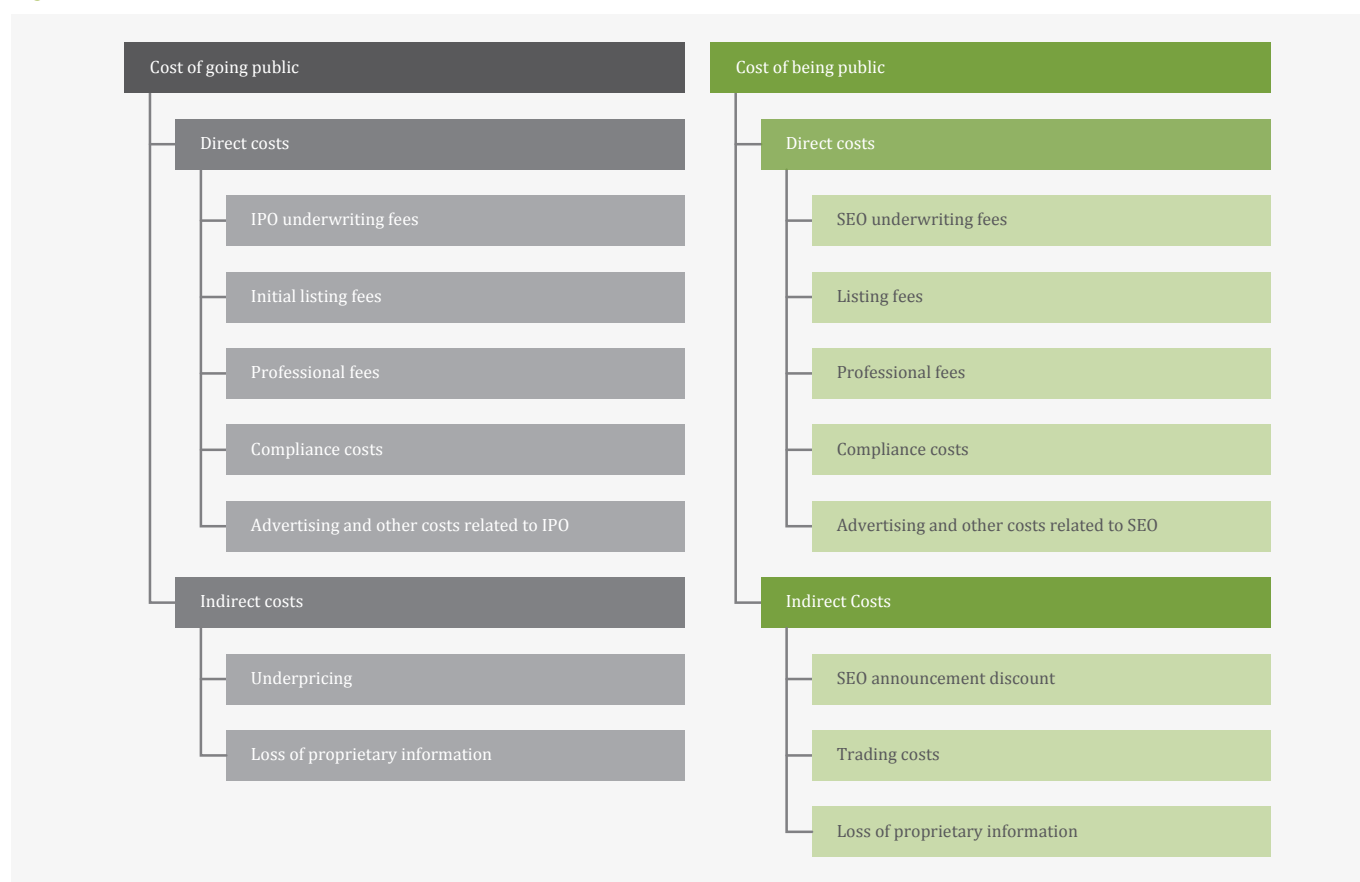 Cost of going public
Direct costs
IPO underwriting fees
Initial listing fees
Professional fees
Compliance costs
Advertising and other costs related to IPO
Indirect costs
Underpricing
Loss of proprietary information
Cost of being public
Direct costs
SEO underwriting fees
Listing fees
Professional fees
Compliance costs
Advertising and other costs related to SEO
Indirect Costs
SEO announcement discount
Trading costs
Loss of proprietary information